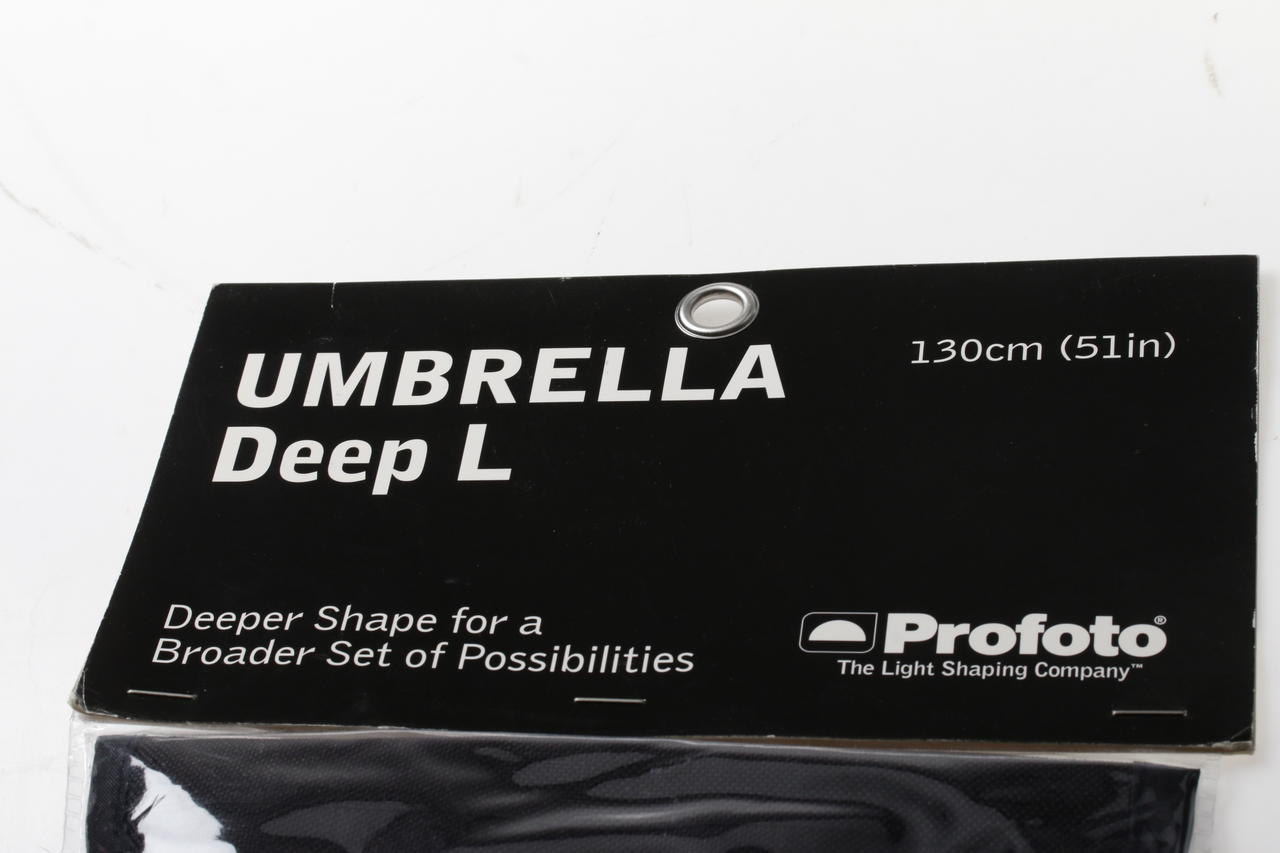 UMBRELLA
Deep L
130cm (51in)
Deeper Shape for a
Broader Set of Possibilities
Profoto®
The Light Shaping Company™